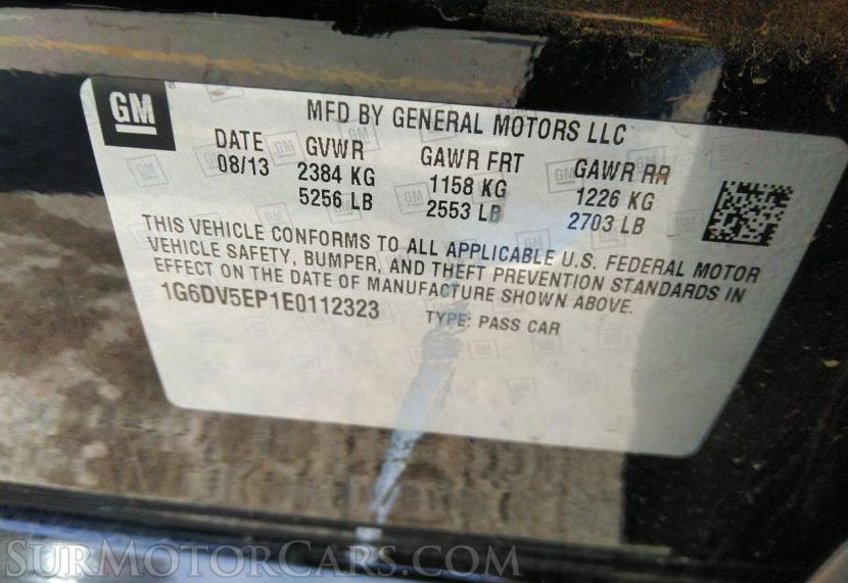 GM
MFD BY GENERAL MOTORS LLC
DATE GVWR GAWR FRT GAWR RR
08/13 2384 KG 1158 KG 1226 KG
5256 LB 2553 LB 2703 LB
THIS VEHICLE CONFORMS TO ALL APPLICABLE U.S. FEDERAL MOTOR
VEHICLE SAFETY, BUMPER, AND THEFT PREVENTION STANDARDS IN
EFFECT ON THE DATE OF MANUFACTURE SHOWN ABOVE.
1G6DV5EP1E0112323 TYPE: PASS CAR
SURMOTORCARS.COM